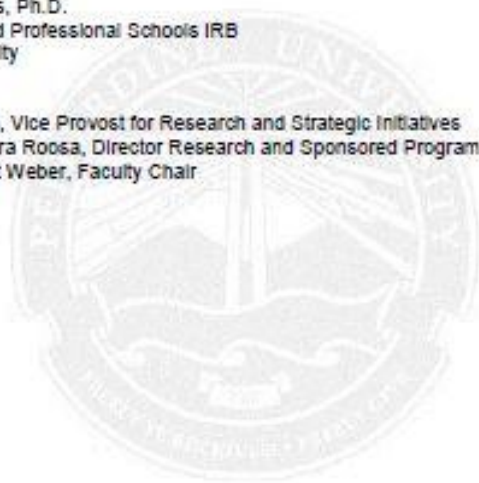 s, Ph.D.
d Professional Schools IRB
ity
, Vice Provost for Research and Strategic Initiatives
ra Roosa, Director Research and Sponsored Program
t Weber, Faculty Chair